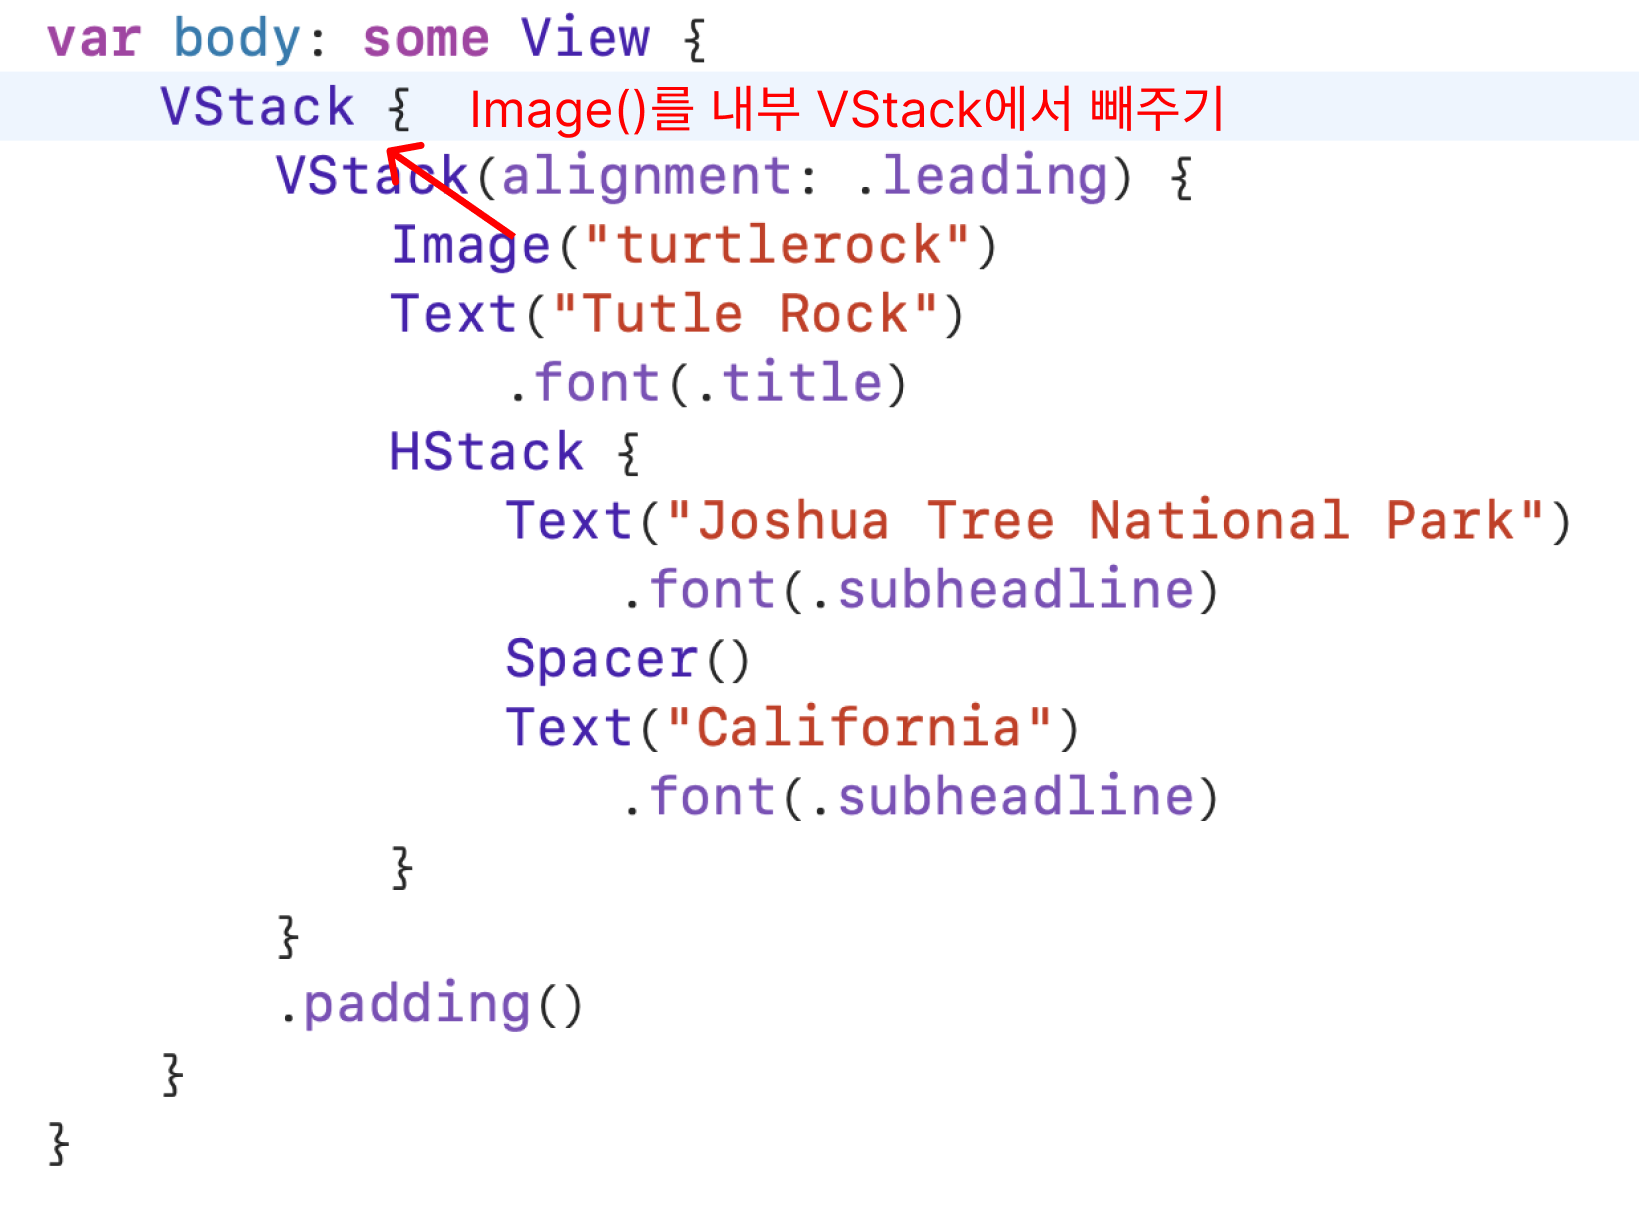 var body: some View {
VStack { Image()를 내부 VStack에서 빼주기
VStack(alignment: .leading) {
Image("turtlerock")
Text("Tutle Rock")
.font(.title)
HStack {
Text("Joshua Tree National Park")
.font(.subheadline)
Spacer()
Text("California")
.font(.subheadline)
}
}
.padding()
}
}